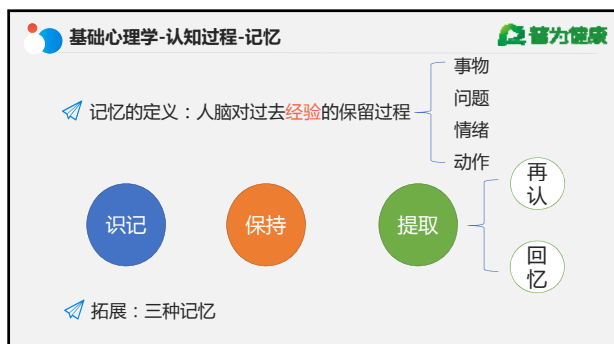 基础心理学-认知过程-记忆
普为健康
事物
记忆的定义：人脑对过去经验的保留过程
问题
情绪
动作
识记
保持
提取
再认
回忆
拓展：三种记忆